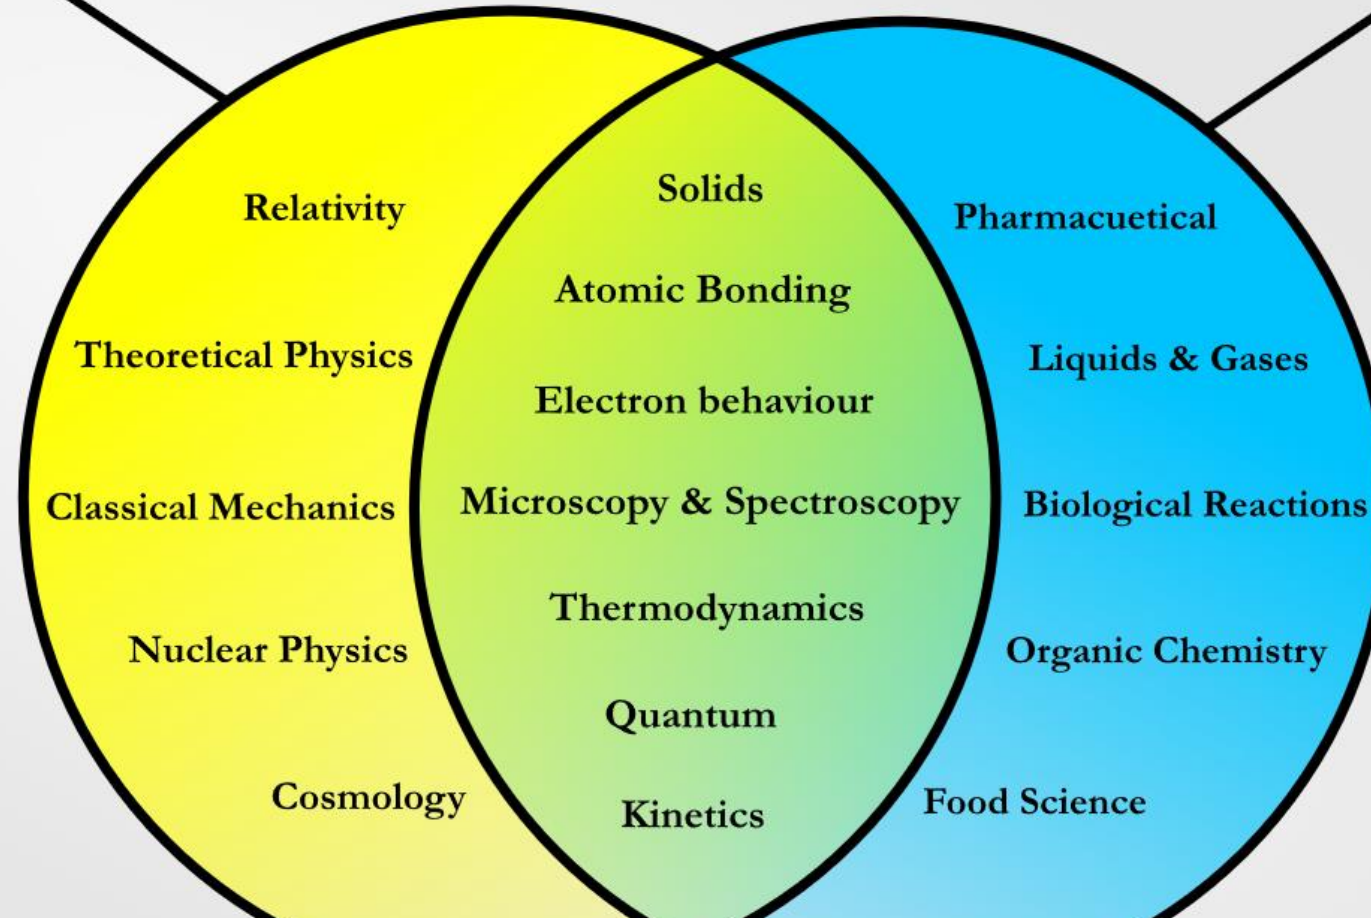 Relativity
Theoretical Physics
Classical Mechanics
Nuclear Physics
Cosmology
Solids
Atomic Bonding
Electron behaviour
Microscopy & Spectroscopy
Thermodynamics
Quantum
Kinetics
Pharmacuetical
Liquids & Gases
Biological Reactions
Organic Chemistry
Food Science